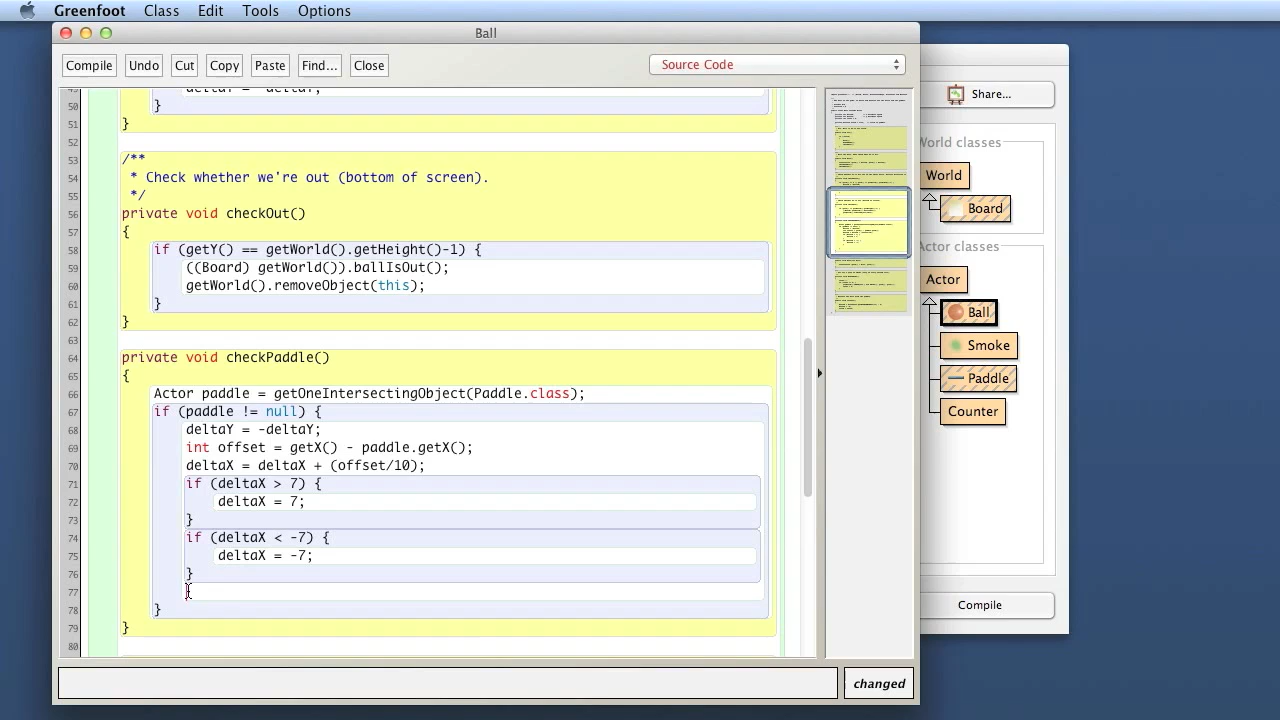 Greenfoot Class Edit Tools Options
Ball
Compile Undo Cut Copy Paste Find... Close Source Code
50 }
51 }
52
53 /**
54 * Check whether we're out (bottom of screen).
55 */
56 private void checkOut()
57 {
58 if (getY() == getWorld().getHeight()-1) {
59 ((Board) getWorld()).ballIsOut();
60 getWorld().removeObject(this);
61 }
62 }
63
64 private void checkPaddle()
65 {
66 Actor paddle = getOneIntersectingObject(Paddle.class);
67 if (paddle != null) {
68 deltaY = -deltaY;
69 int offset = getX() - paddle.getX();
70 deltaX = deltaX + (offset/10);
71 if (deltaX > 7) {
72 deltaX = 7;
73 }
74 if (deltaX < -7) {
75 deltaX = -7;
76 }
77
78 }
79 }
80
changed
Share...
World classes
World
Board
Actor classes
Actor
Ball
Smoke
Paddle
Counter
Compile